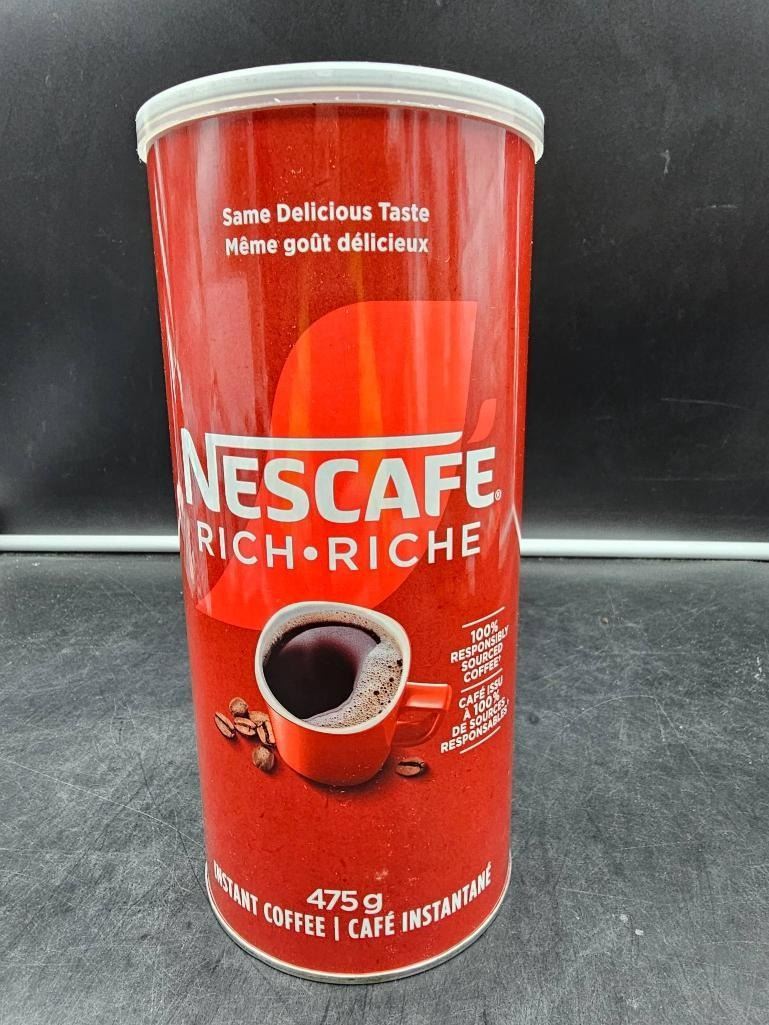 Same Delicious Taste
Même goût délicieux
NESCAFÉ®
RICH•RICHE
100%
RESPONSIBLY
SOURCED
COFFEE†
CAFÉ ISSU
À 100%
DE SOURCES
RESPONSABLES†
475 g
INSTANT COFFEE | CAFÉ INSTANTANÉ